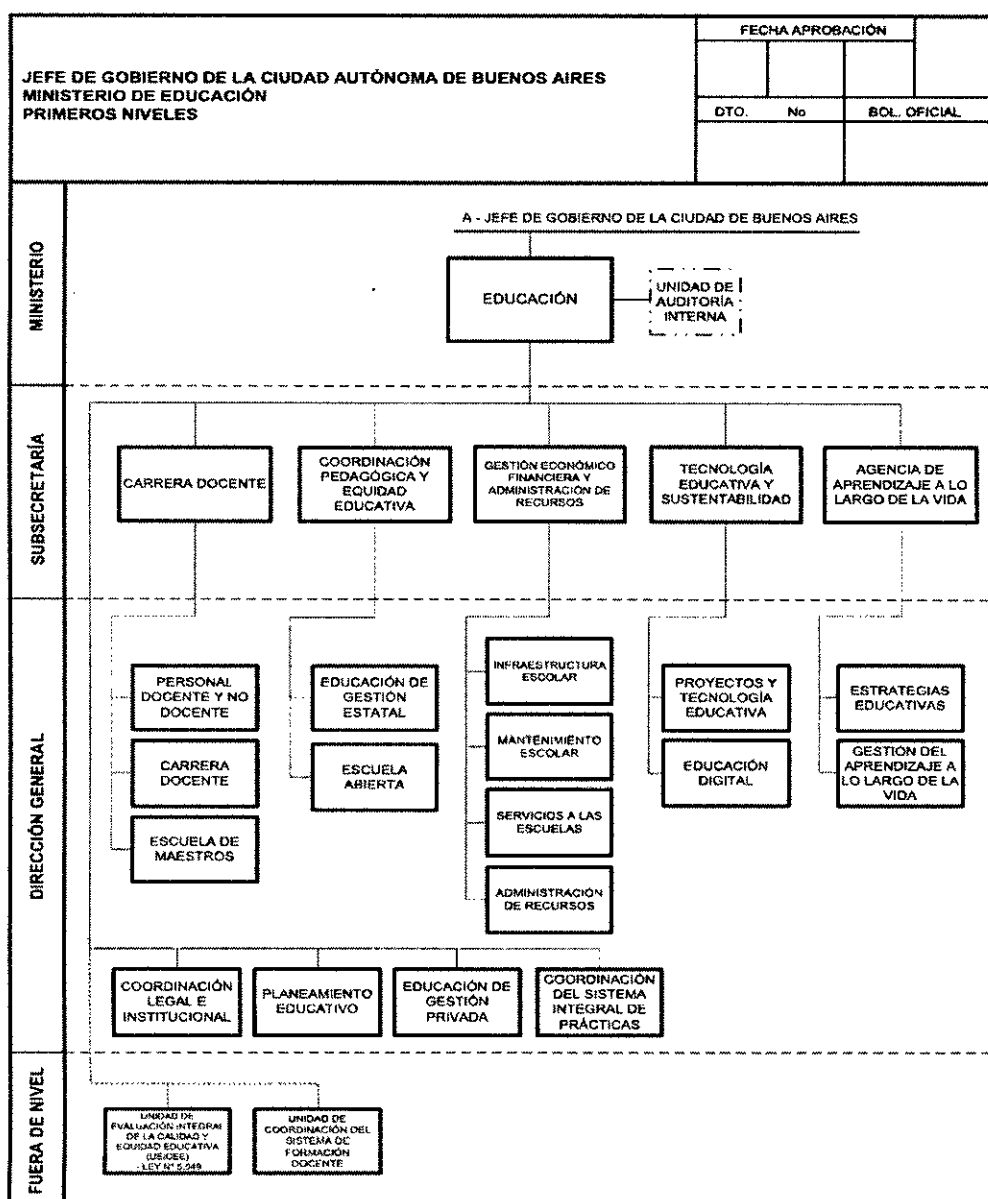 JEFE DE GOBIERNO DE LA CIUDAD AUTÓNOMA DE BUENOS AIRES
MINISTERIO DE EDUCACIÓN
PRIMEROS NIVELES
FECHA APROBACIÓN
DTO. No BOL. OFICIAL
MINISTERIO
A - JEFE DE GOBIERNO DE LA CIUDAD DE BUENOS AIRES
EDUCACIÓN
UNIDAD DE
AUDITORÍA
INTERNA
SUBSECRETARÍA
CARRERA DOCENTE
COORDINACIÓN
PEDAGÓGICA Y
EQUIDAD
EDUCATIVA
GESTIÓN ECONÓMICO
FINANCIERA Y
ADMINISTRACIÓN DE
RECURSOS
TECNOLOGÍA
EDUCATIVA Y
SUSTENTABILIDAD
AGENCIA DE
APRENDIZAJE A LO
LARGO DE LA VIDA
DIRECCIÓN GENERAL
PERSONAL
DOCENTE Y NO
DOCENTE
CARRERA
DOCENTE
ESCUELA DE
MAESTROS
EDUCACIÓN DE
GESTIÓN
ESTATAL
ESCUELA
ABIERTA
INFRAESTRUCTURA
ESCOLAR
MANTENIMIENTO
ESCOLAR
SERVICIOS A LAS
ESCUELAS
ADMINISTRACIÓN
DE RECURSOS
PROYECTOS Y
TECNOLOGÍA
EDUCATIVA
EDUCACIÓN
DIGITAL
ESTRATEGIAS
EDUCATIVAS
GESTIÓN DEL
APRENDIZAJE A
LO LARGO DE LA
VIDA
COORDINACIÓN
LEGAL E
INSTITUCIONAL
PLANEAMIENTO
EDUCATIVO
EDUCACIÓN DE
GESTIÓN
PRIVADA
COORDINACIÓN
DEL SISTEMA
INTEGRAL DE
PRÁCTICAS
FUERA DE NIVEL
UNIDAD DE
EVALUACIÓN INTEGRAL
DE LA CALIDAD Y
EQUIDAD EDUCATIVA
(UEICEE)
- LEY N° 5.049
UNIDAD DE
COORDINACIÓN DEL
SISTEMA DE
FORMACIÓN
DOCENTE